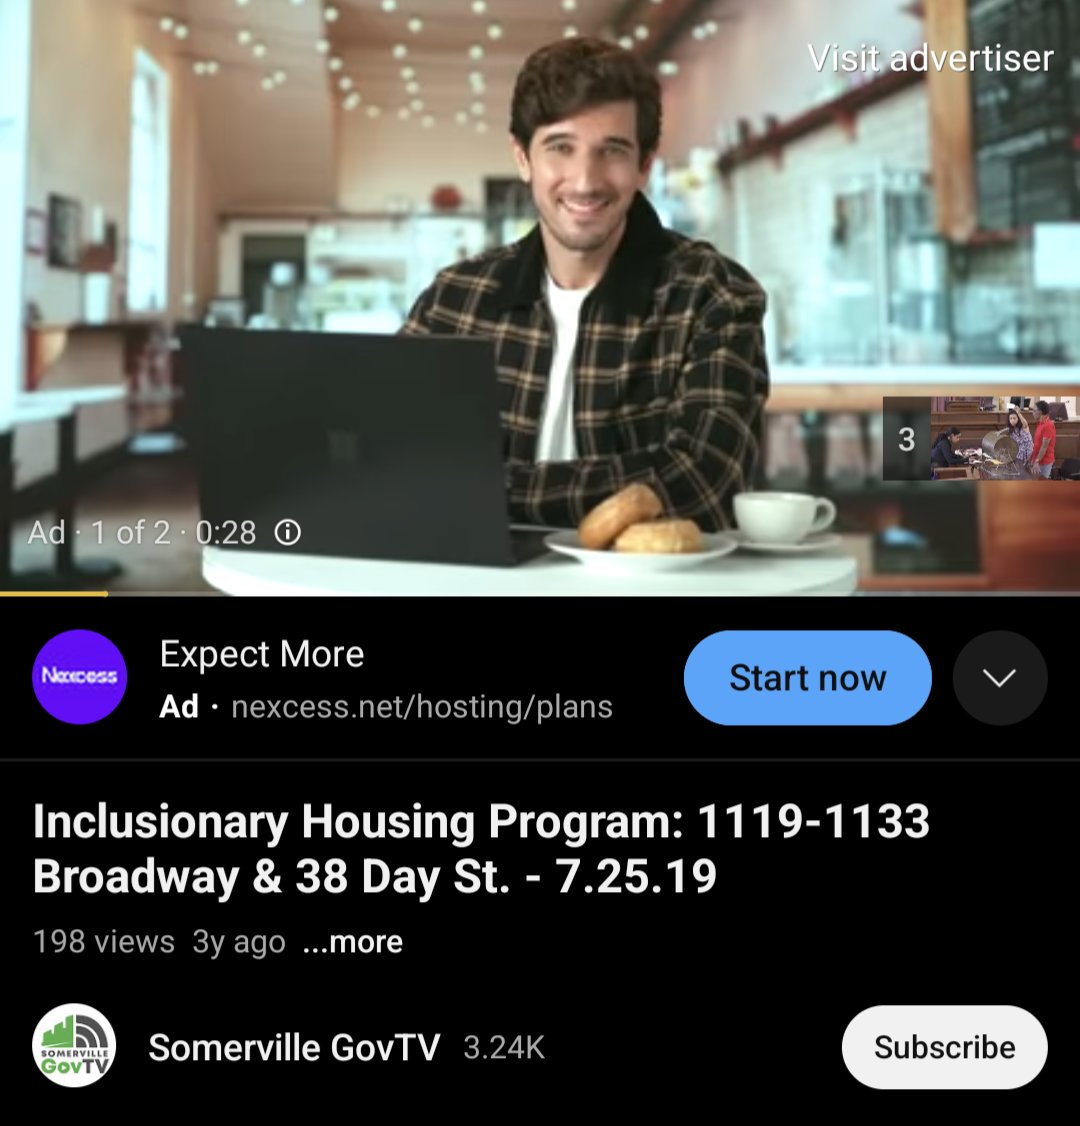 Visit advertiser
3
Ad · 1 of 2 · 0:28
Nexcess
Expect More
Ad · nexcess.net/hosting/plans
Start now
Inclusionary Housing Program: 1119-1133
Broadway & 38 Day St. - 7.25.19
198 views 3y ago ...more
SOMERVILLE
GovTV
Somerville GovTV 3.24K
Subscribe